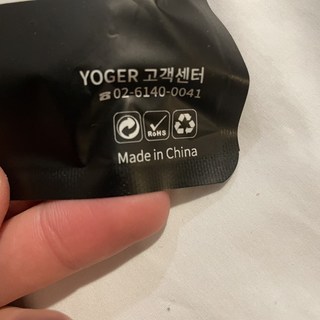 YOGER 고객센터
☎02-6140-0041
RoHS
Made in China